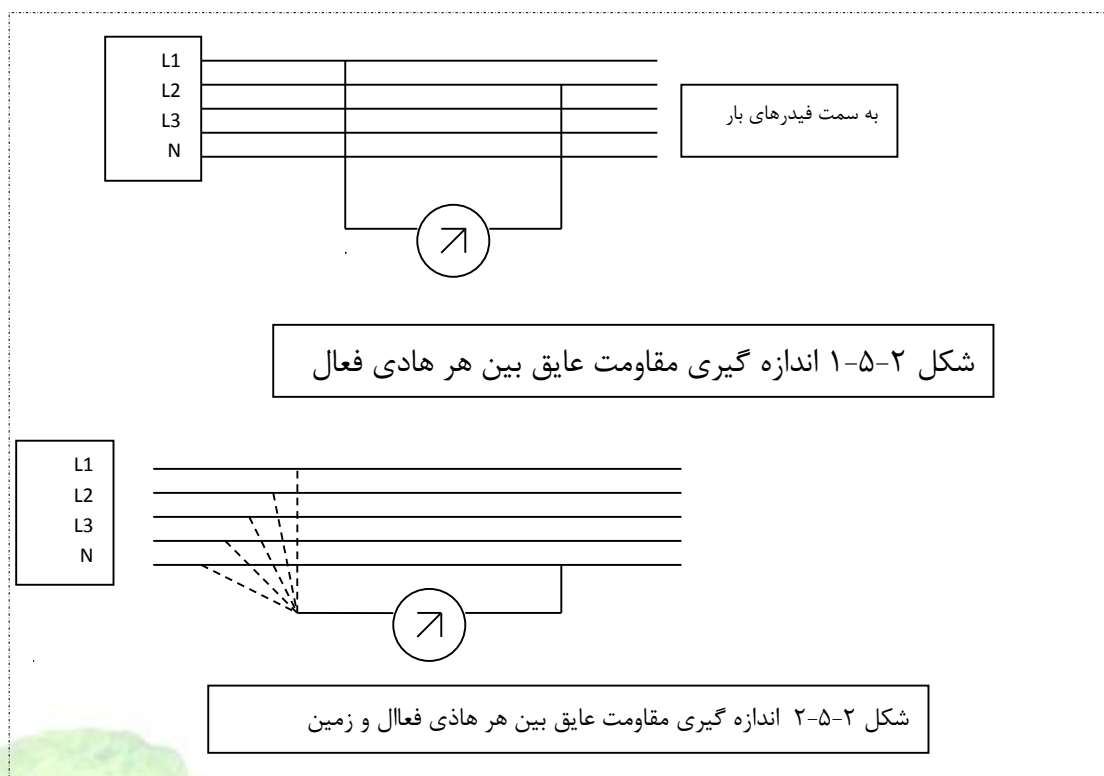 L1
L2
L3
N
به سمت فیدرهای بار
شکل ۲-۵-۱ اندازه گیری مقاومت عایق بین هر هادی فعال
L1
L2
L3
N
شکل ۲-۵-۲ اندازه گیری مقاومت عایق بین هر هاذی فعاال و زمین